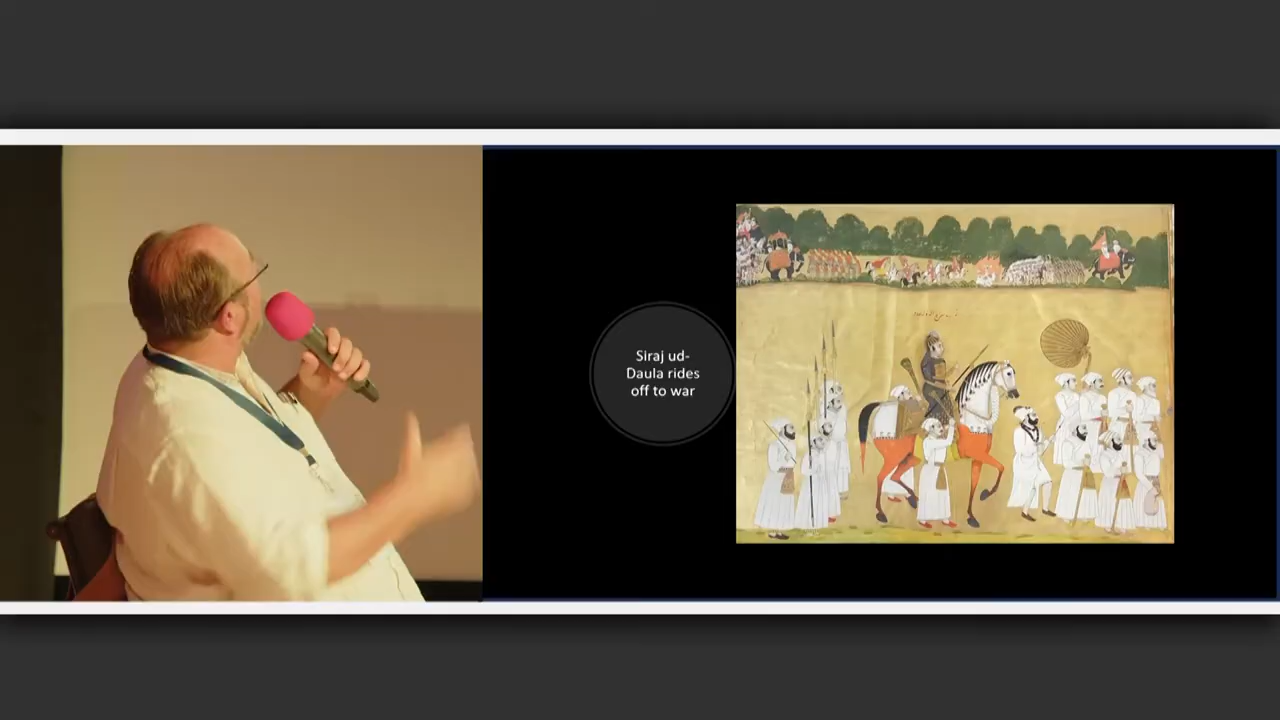 Siraj ud-
Daula rides
off to war